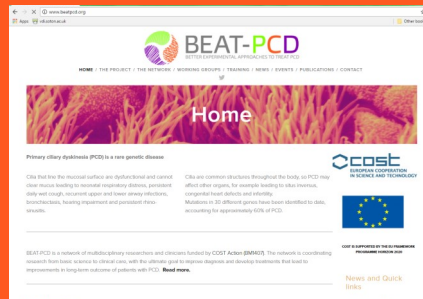 www.beatpcd.org
Apps vdi.soton.ac.uk
BEAT-PCD
BETTER EXPERIMENTAL APPROACHES TO TREAT PCD
HOME / THE PROJECT / THE NETWORK / WORKING GROUPS / TRAINING / NEWS / EVENTS / PUBLICATIONS / CONTACT
Home
Primary ciliary dyskinesia (PCD) is a rare genetic disease
Cilia that line the mucosal surface are dysfunctional and cannot
clear mucus leading to neonatal respiratory distress, persistent
daily wet cough, recurrent upper and lower airway infections,
bronchiectasis, hearing impairment and persistent rhino-
sinusitis.
Cilia are common structures throughout the body, so PCD may
affect other organs, for example leading to situs inversus,
congenital heart defects and infertility.
Mutations in 30 different genes have been identified to date,
accounting for approximately 60% of PCD.
BEAT-PCD is a network of multidisciplinary researchers and clinicians funded by COST Action (BM1407). The network is coordinating
research from basic science to clinical care, with the ultimate goal to improve diagnosis and develop treatments that lead to
improvements in long-term outcome of patients with PCD. Read more.
cost
EUROPEAN COOPERATION
IN SCIENCE AND TECHNOLOGY
COST IS SUPPORTED BY THE EU FRAMEWORK
PROGRAMME HORIZON 2020
News and Quick
links